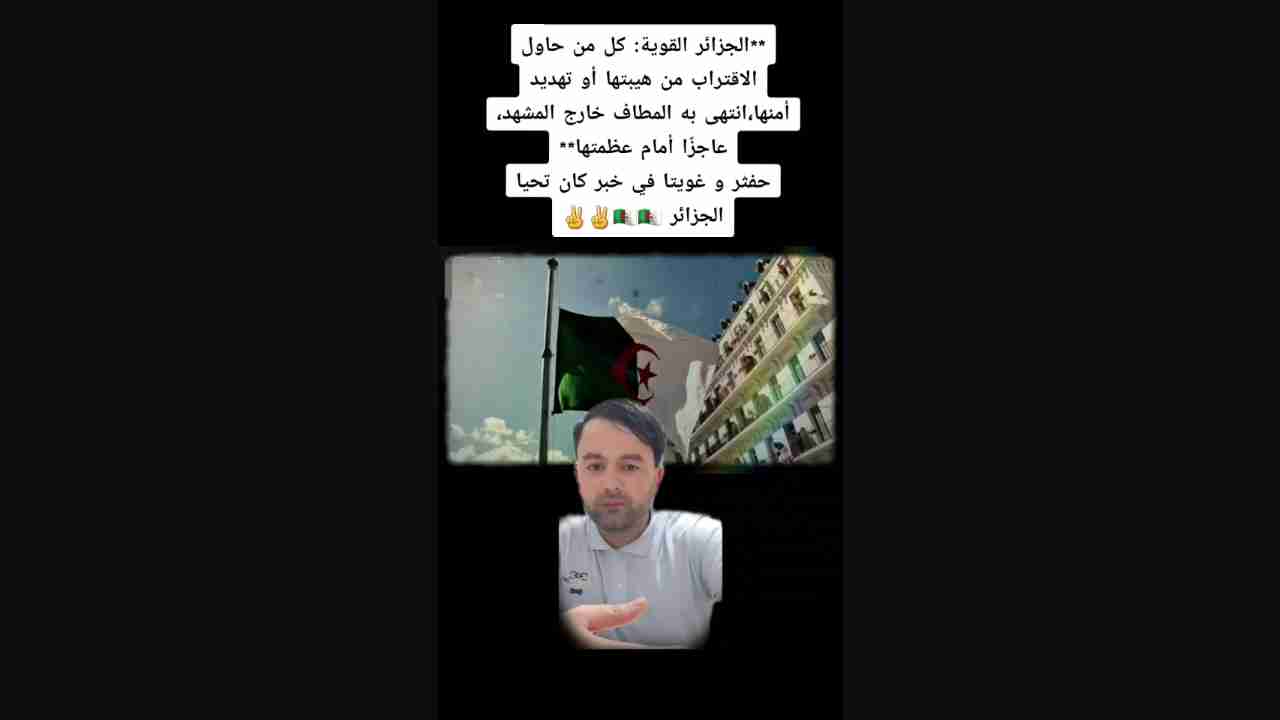 **الجزائر القوية: كل من حاول
الاقتراب من هيبتها أو تهديد
أمنها،انتهى به المطاف خارج المشهد،
عاجزًا أمام عظمتها**
حفثر و غويتا في خبر كان تحيا
الجزائر 🇩🇿🇩🇿✌️✌️